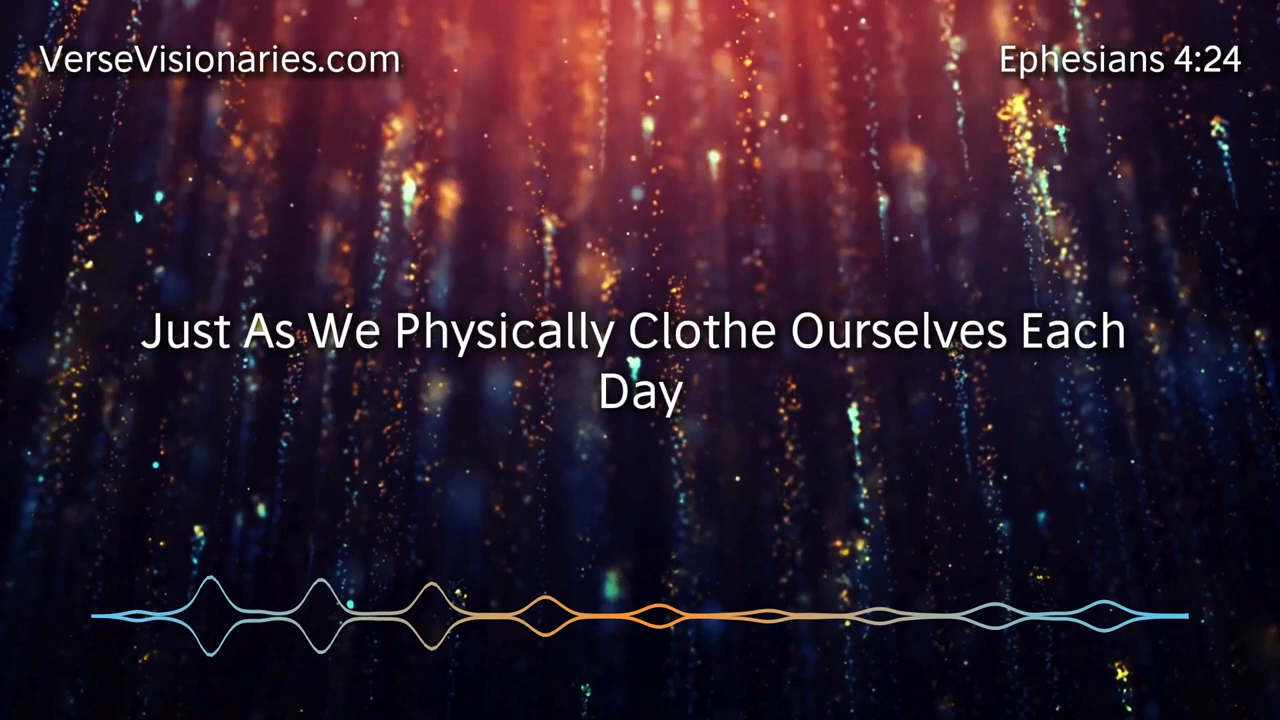 VerseVisionaries.com
Ephesians 4:24
Just As We Physically Clothe Ourselves Each
Day